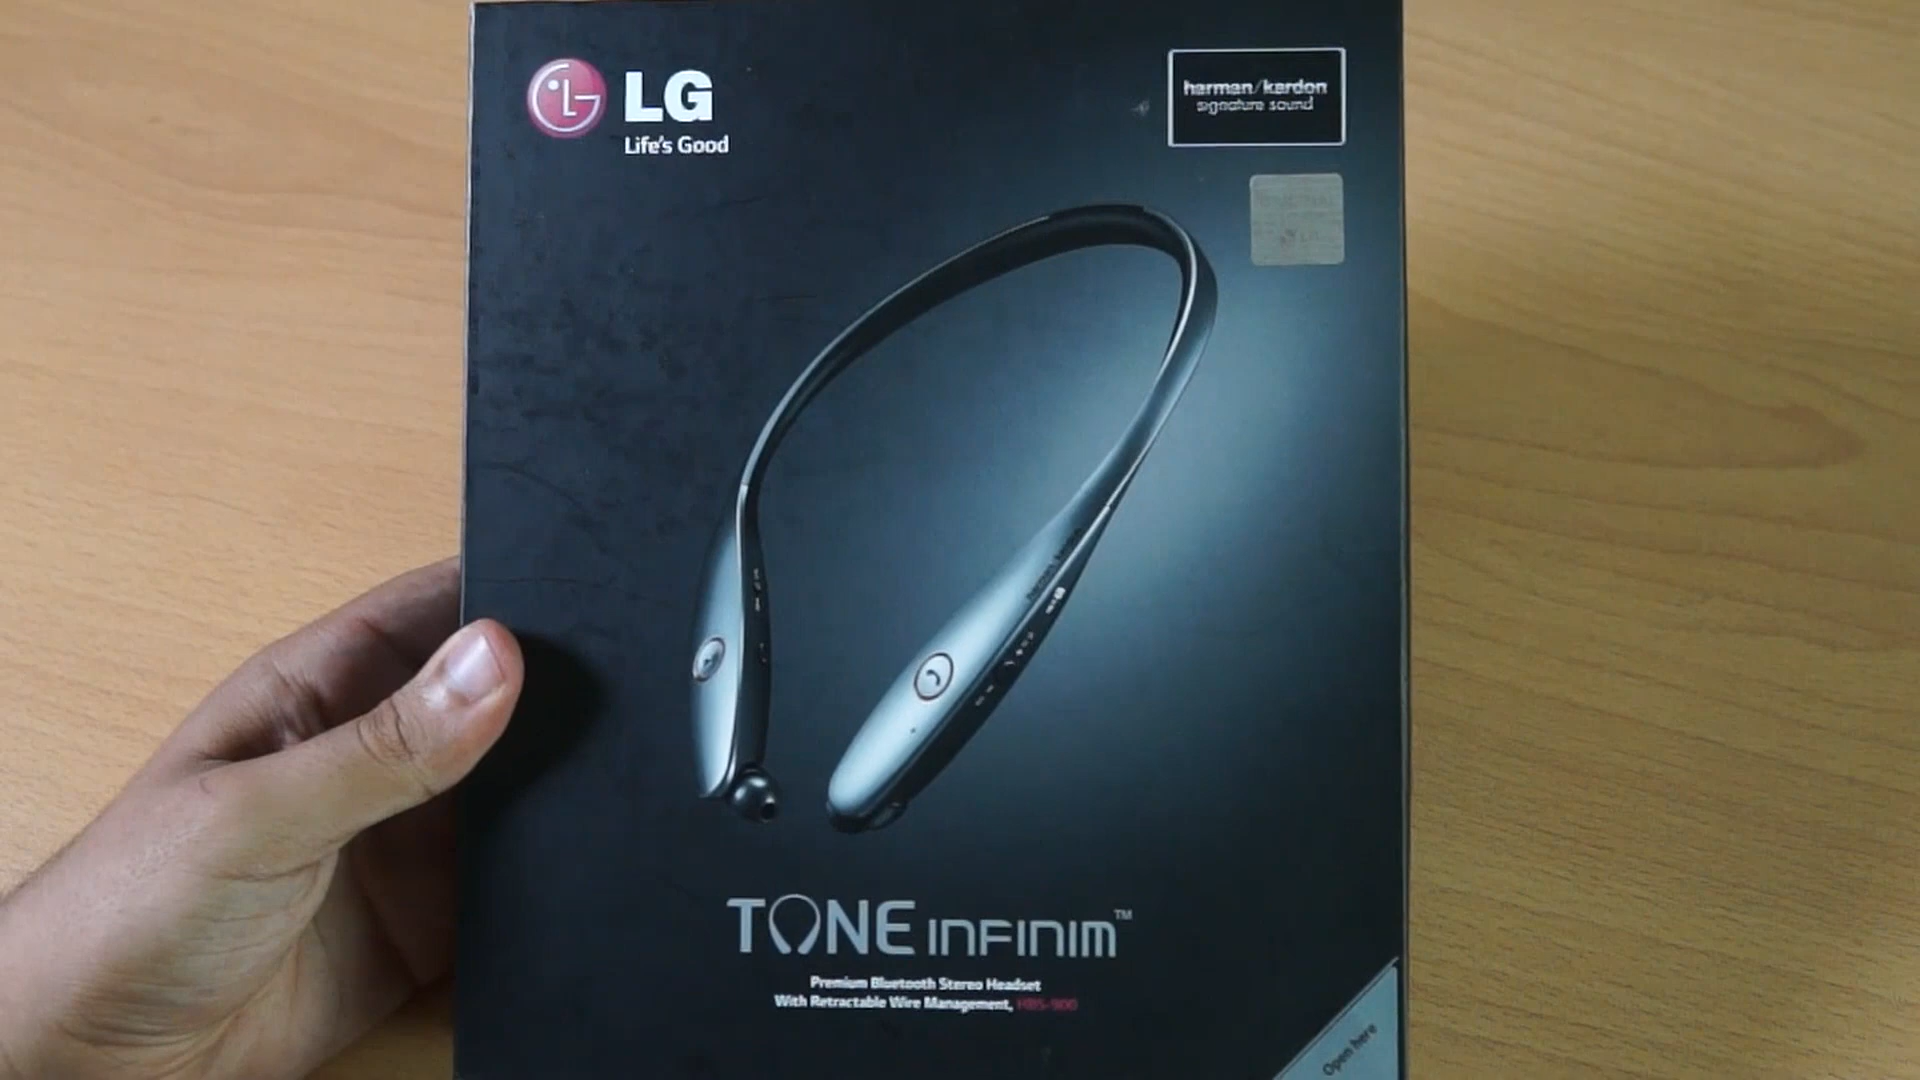 LG
Life's Good
harman/kardon
signature sound
TONE INFINIM™
Premium Bluetooth Stereo Headset
With Retractable Wire Management, HBS-900
Open here